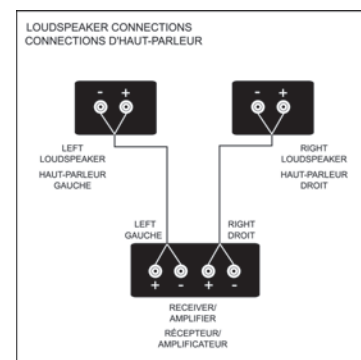 LOUDSPEAKER CONNECTIONS
CONNECTIONS D'HAUT-PARLEUR
- +
- +
LEFT
LOUDSPEAKER
HAUT-PARLEUR
GAUCHE
RIGHT
LOUDSPEAKER
HAUT-PARLEUR
DROIT
LEFT
GAUCHE
RIGHT
DROIT
+ - + -
RECEIVER/
AMPLIFIER
RÉCEPTEUR/
AMPLIFICATEUR